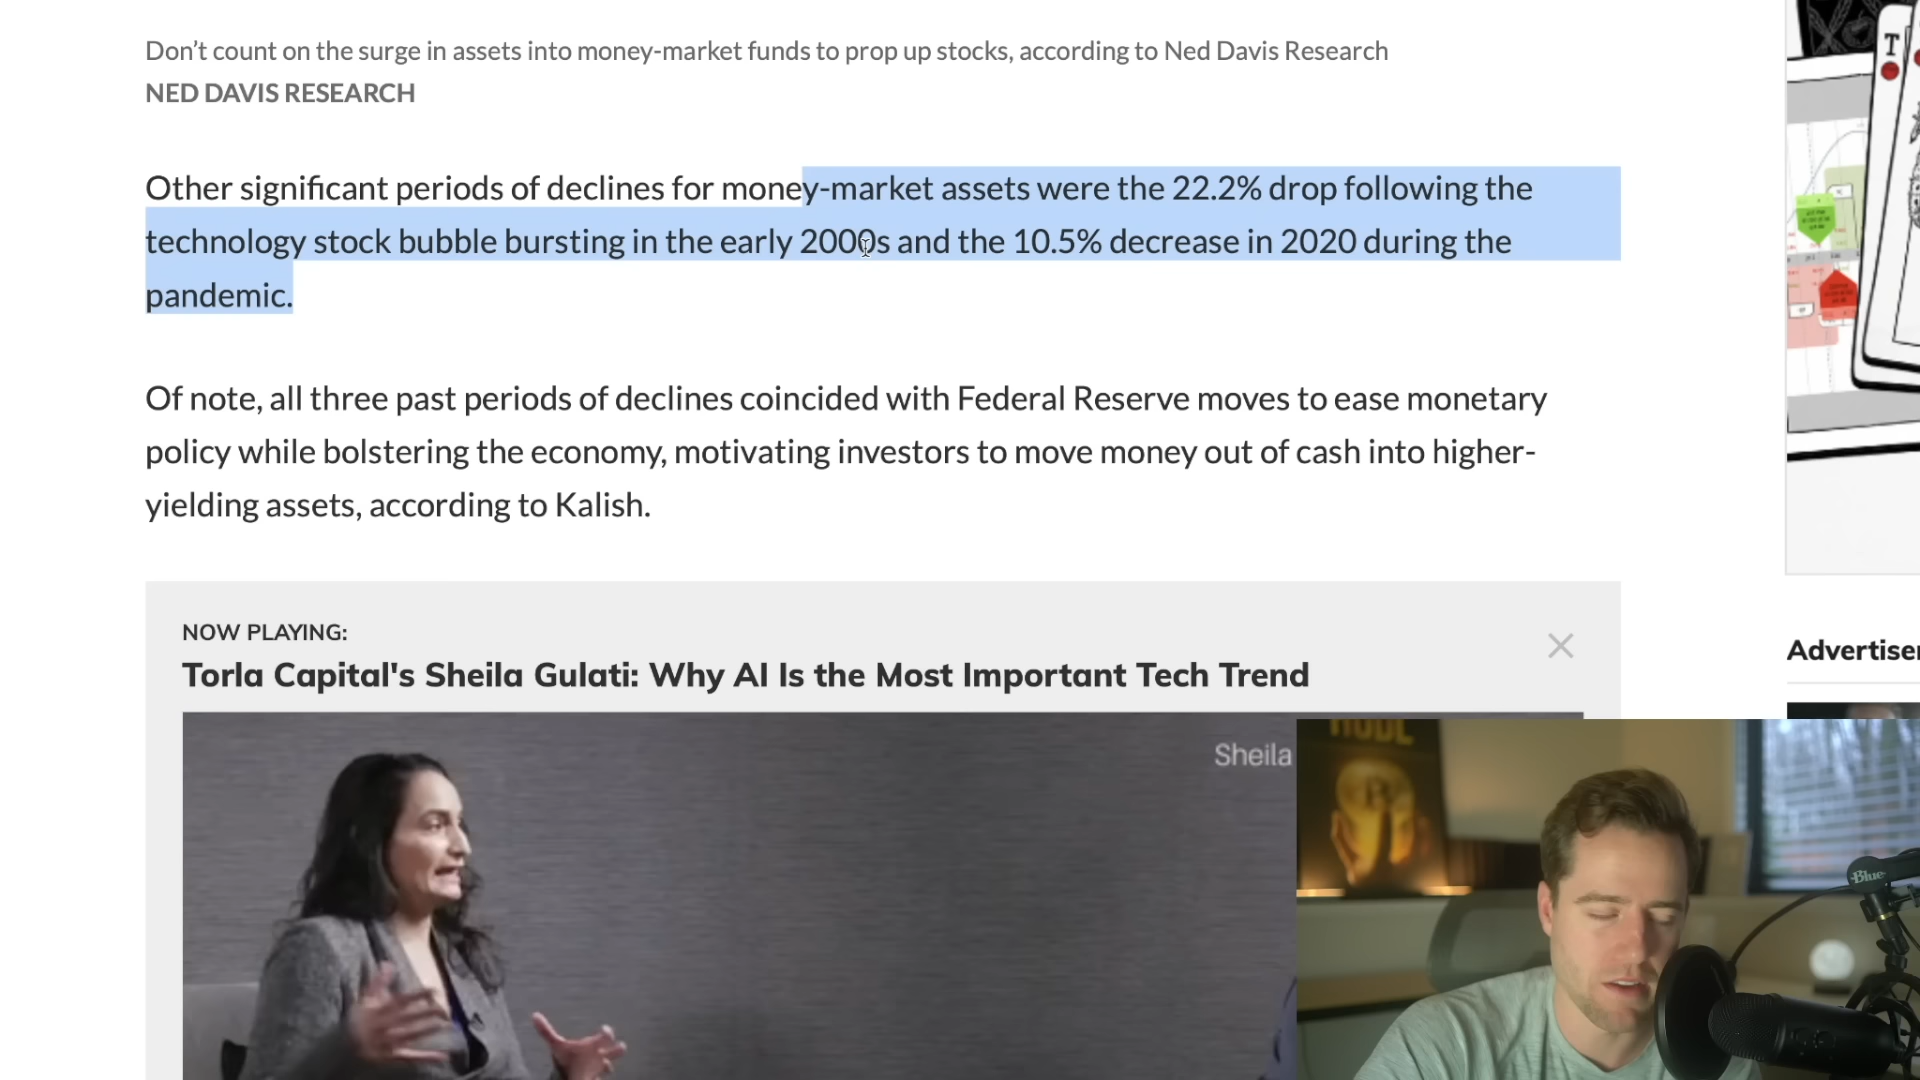 Don’t count on the surge in assets into money-market funds to prop up stocks, according to Ned Davis Research
NED DAVIS RESEARCH
Other significant periods of declines for money-market assets were the 22.2% drop following the
technology stock bubble bursting in the early 2000s and the 10.5% decrease in 2020 during the
pandemic.
Of note, all three past periods of declines coincided with Federal Reserve moves to ease monetary
policy while bolstering the economy, motivating investors to move money out of cash into higher-
yielding assets, according to Kalish.
NOW PLAYING:
Torla Capital's Sheila Gulati: Why AI Is the Most Important Tech Trend
Sheila
T
Advertise
HODL
Blue